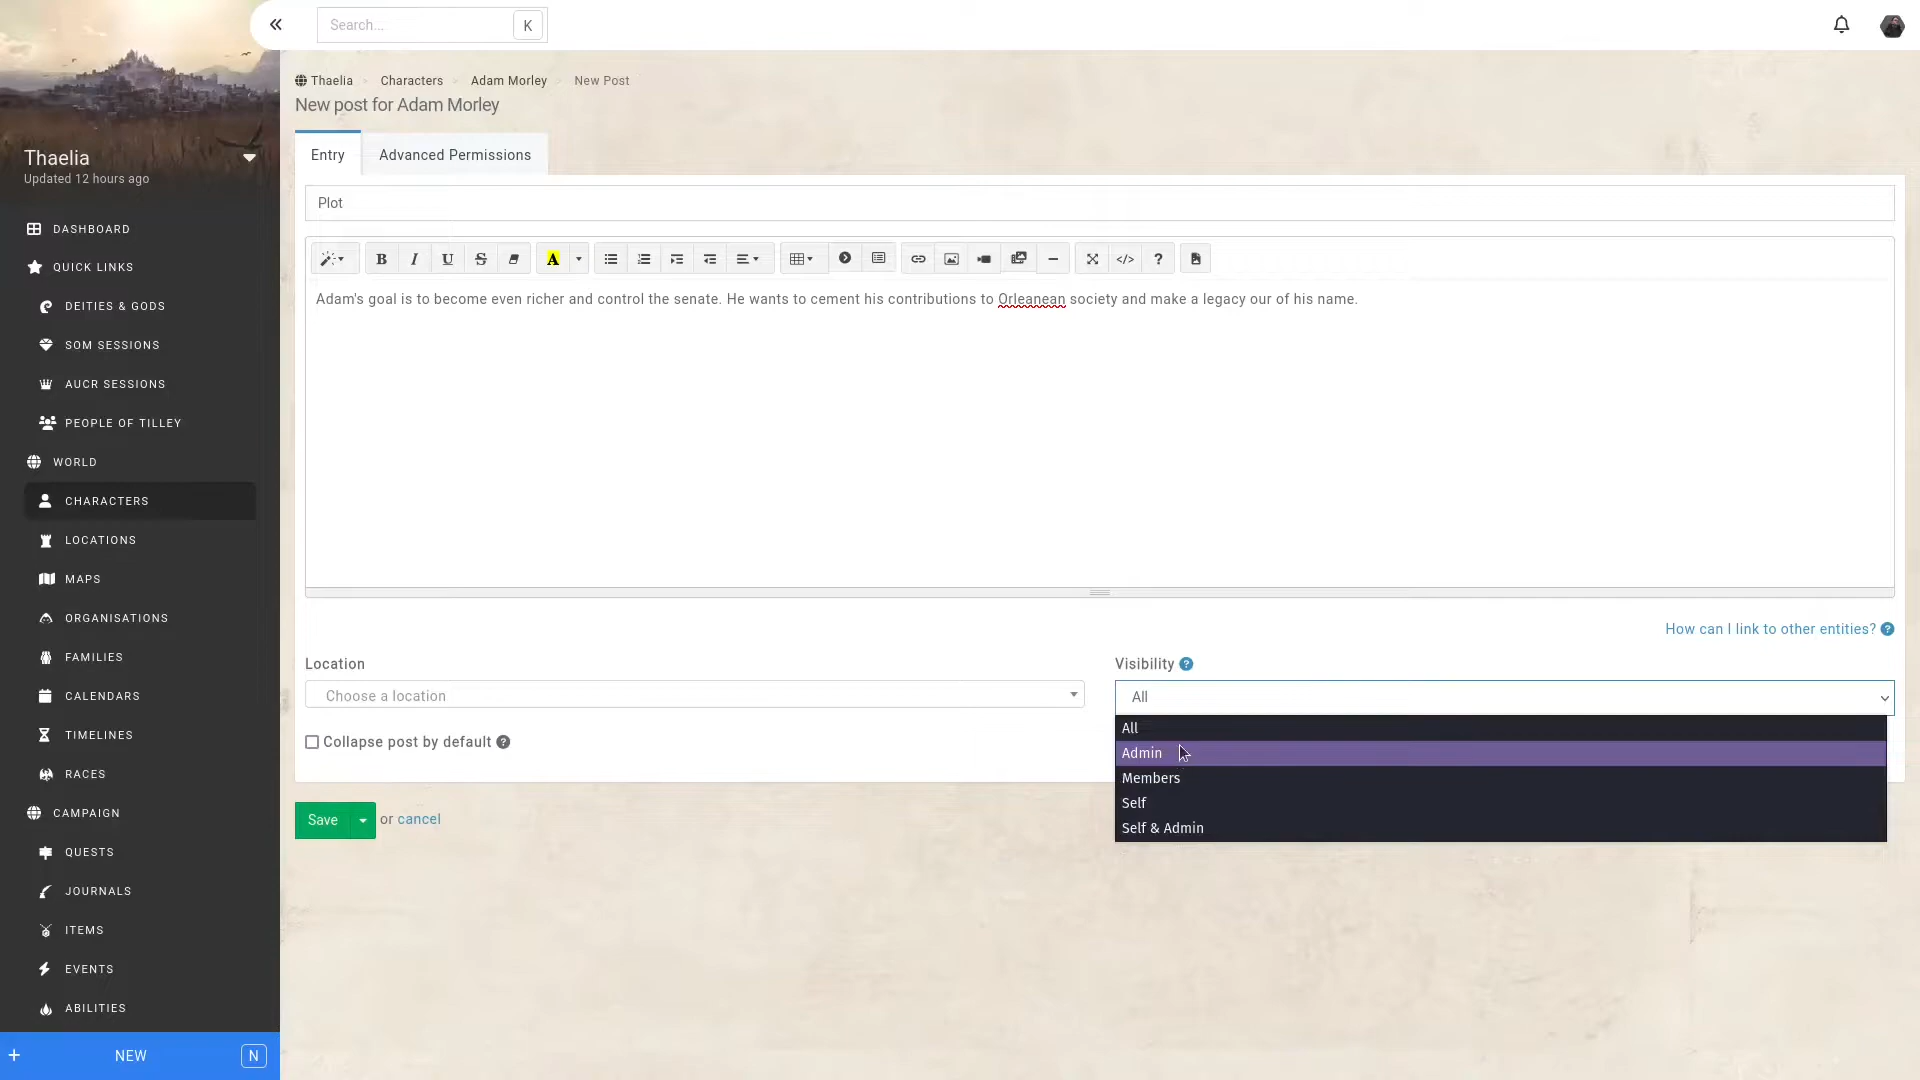 Search...
K
Thaelia
Updated 12 hours ago
DASHBOARD
QUICK LINKS
DEITIES & GODS
SOM SESSIONS
AUCR SESSIONS
PEOPLE OF TILLEY
WORLD
CHARACTERS
LOCATIONS
MAPS
ORGANISATIONS
FAMILIES
CALENDARS
TIMELINES
RACES
CAMPAIGN
QUESTS
JOURNALS
ITEMS
EVENTS
ABILITIES
+ NEW N
Thaelia Characters Adam Morley New Post
New post for Adam Morley
Entry Advanced Permissions
Plot
B I U S A </> ?
Adam's goal is to become even richer and control the senate. He wants to cement his contributions to Orleanean society and make a legacy our of his name.
How can I link to other entities? ?
Location
Choose a location
Collapse post by default ?
Visibility ?
All
All
Admin
Members
Self
Self & Admin
Save or cancel